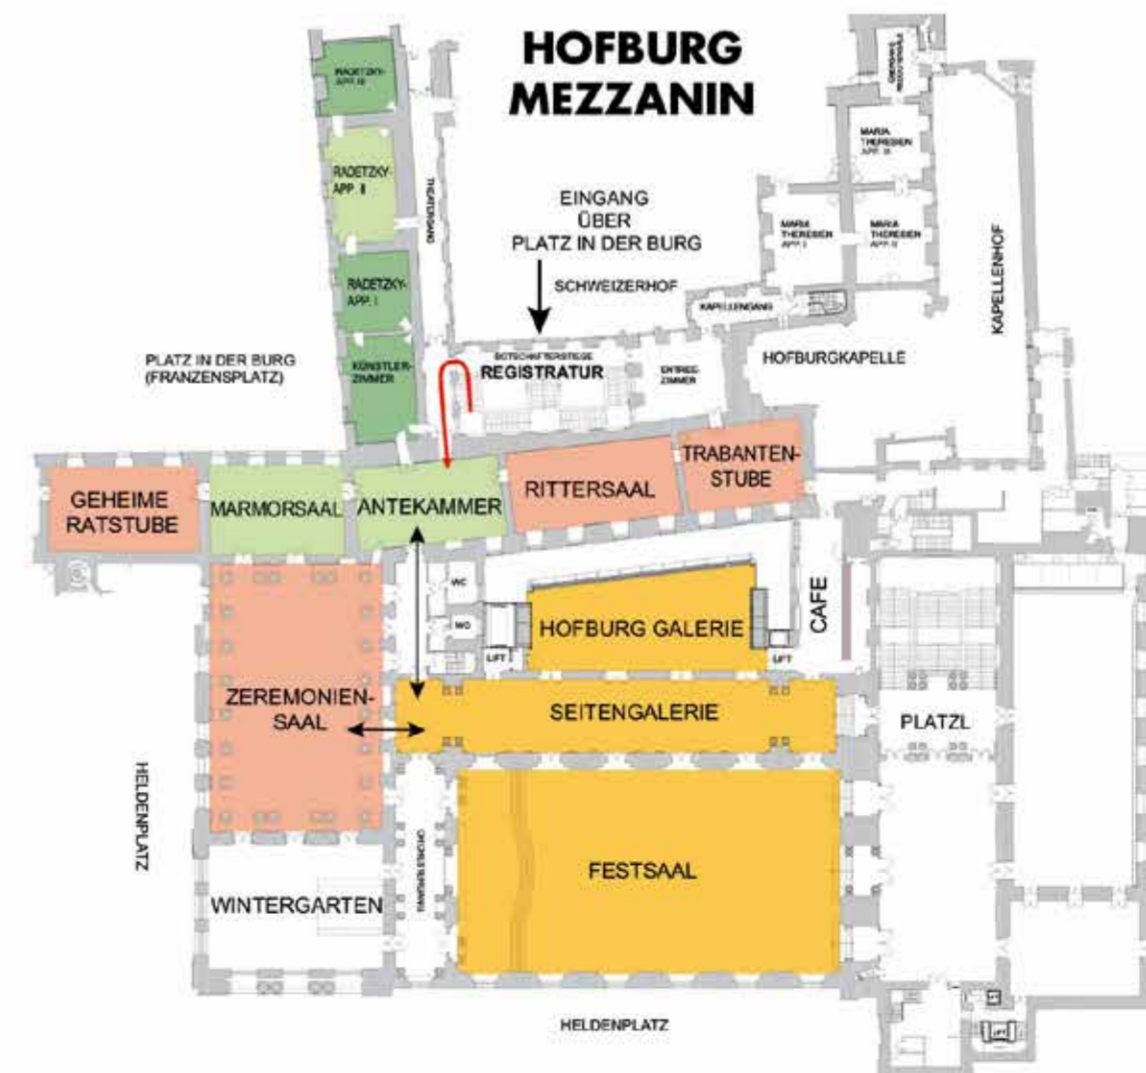 HOFBURG
MEZZANIN
RADETZKY-
APP. III
RADETZKY-
APP. II
RADETZKY-
APP. I
KÜNSTLER-
ZIMMER
THEATERGANG
EINGANG
ÜBER
PLATZ IN DER BURG
SCHWEIZERHOF
MARIA
THERESIEN
APP. III
MARIA
THERESIEN
APP. I
MARIA
THERESIEN
APP. II
KAPELLENGANG
KAPELLENHOF
HOFBURGKAPELLE
PLATZ IN DER BURG
(FRANZENSPLATZ)
BOTSCHAFTERSTIEGE
REGISTRATUR
ENTREE-
ZIMMER
GEHEIME
RATSTUBE
MARMORSAAL
ANTEKAMMER
RITTERSAAL
TRABANTEN-
STUBE
WC
WC
LIFT
HOFBURG GALERIE
LIFT
CAFE
ZEREMONIEN-
SAAL
SEITENGALERIE
PLATZL
HELDENPLATZ
FESTSAAL
WINTERGARTEN
HELDENPLATZ
LIFT